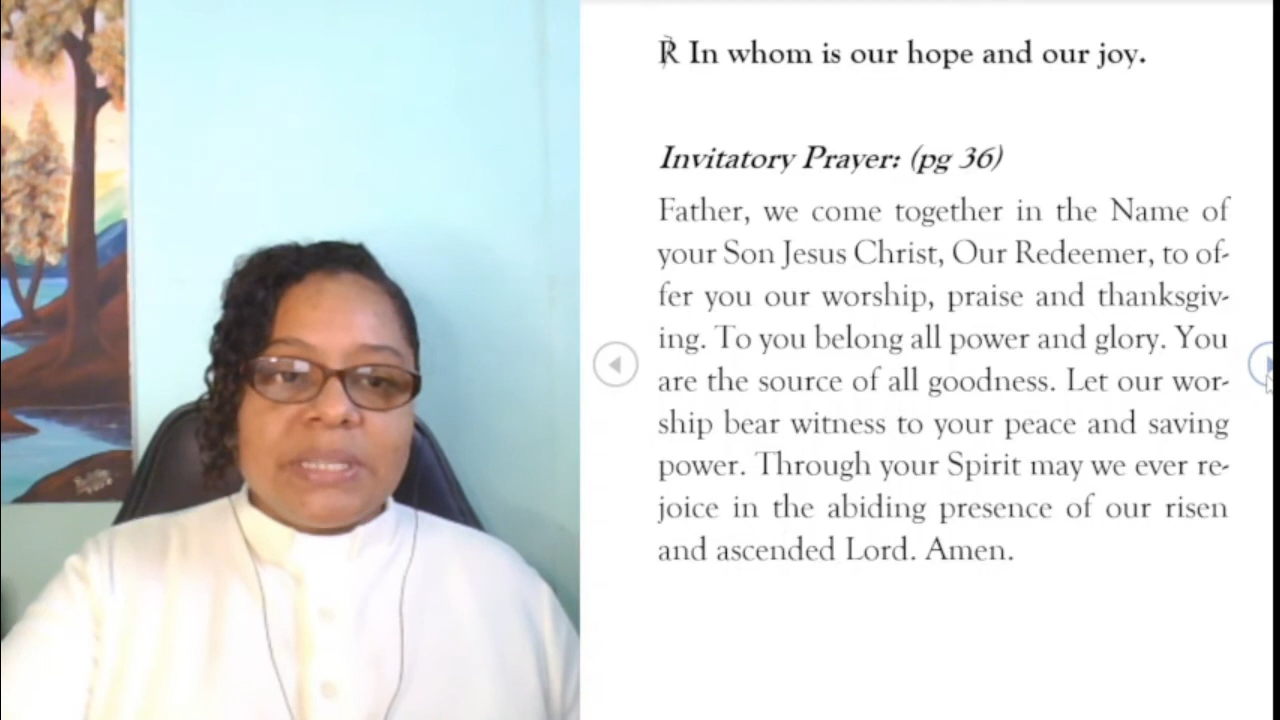 ℟ In whom is our hope and our joy.
Invitatory Prayer: (pg 36)
Father, we come together in the Name of
your Son Jesus Christ, Our Redeemer, to of-
fer you our worship, praise and thanksgiv-
ing. To you belong all power and glory. You
are the source of all goodness. Let our wor-
ship bear witness to your peace and saving
power. Through your Spirit may we ever re-
joice in the abiding presence of our risen
and ascended Lord. Amen.